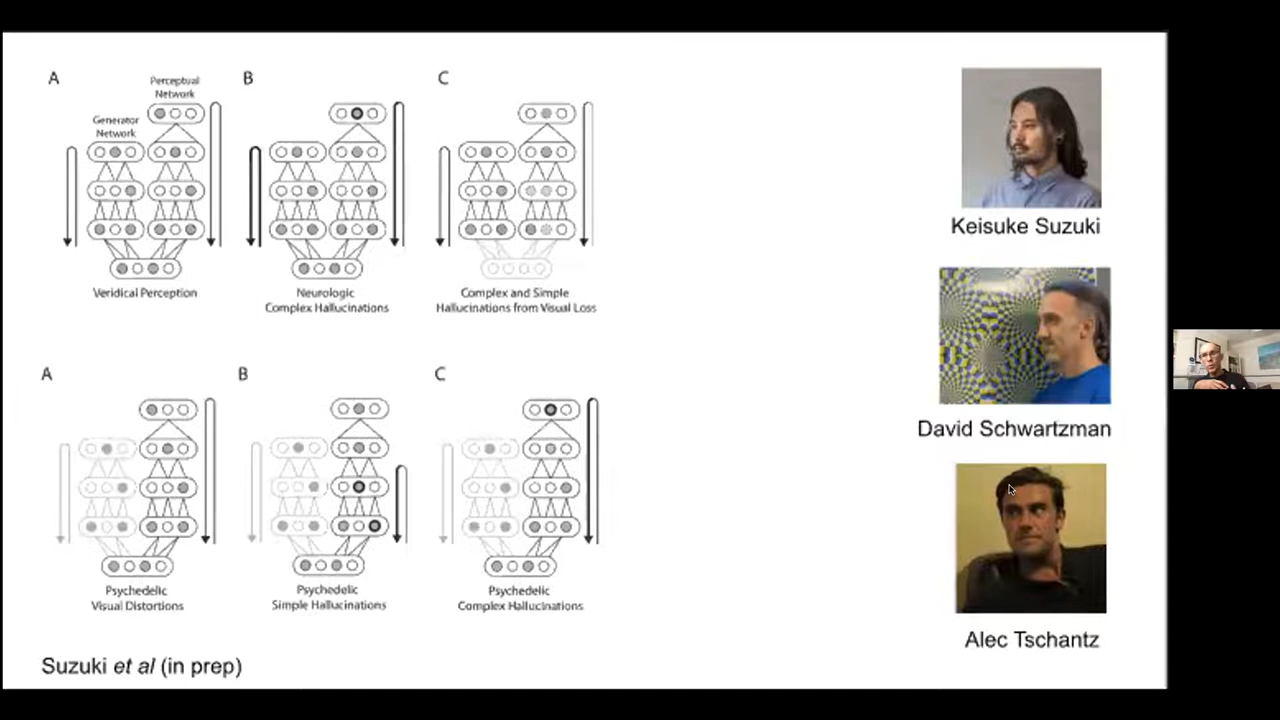 A
Perceptual
Network
Generator
Network
Veridical Perception
B
Neurologic
Complex Hallucinations
C
Complex and Simple
Hallucinations from Visual Loss
A
Psychedelic
Visual Distortions
B
Psychedelic
Simple Hallucinations
C
Psychedelic
Complex Hallucinations
Suzuki et al (in prep)
Keisuke Suzuki
David Schwartzman
Alec Tschantz